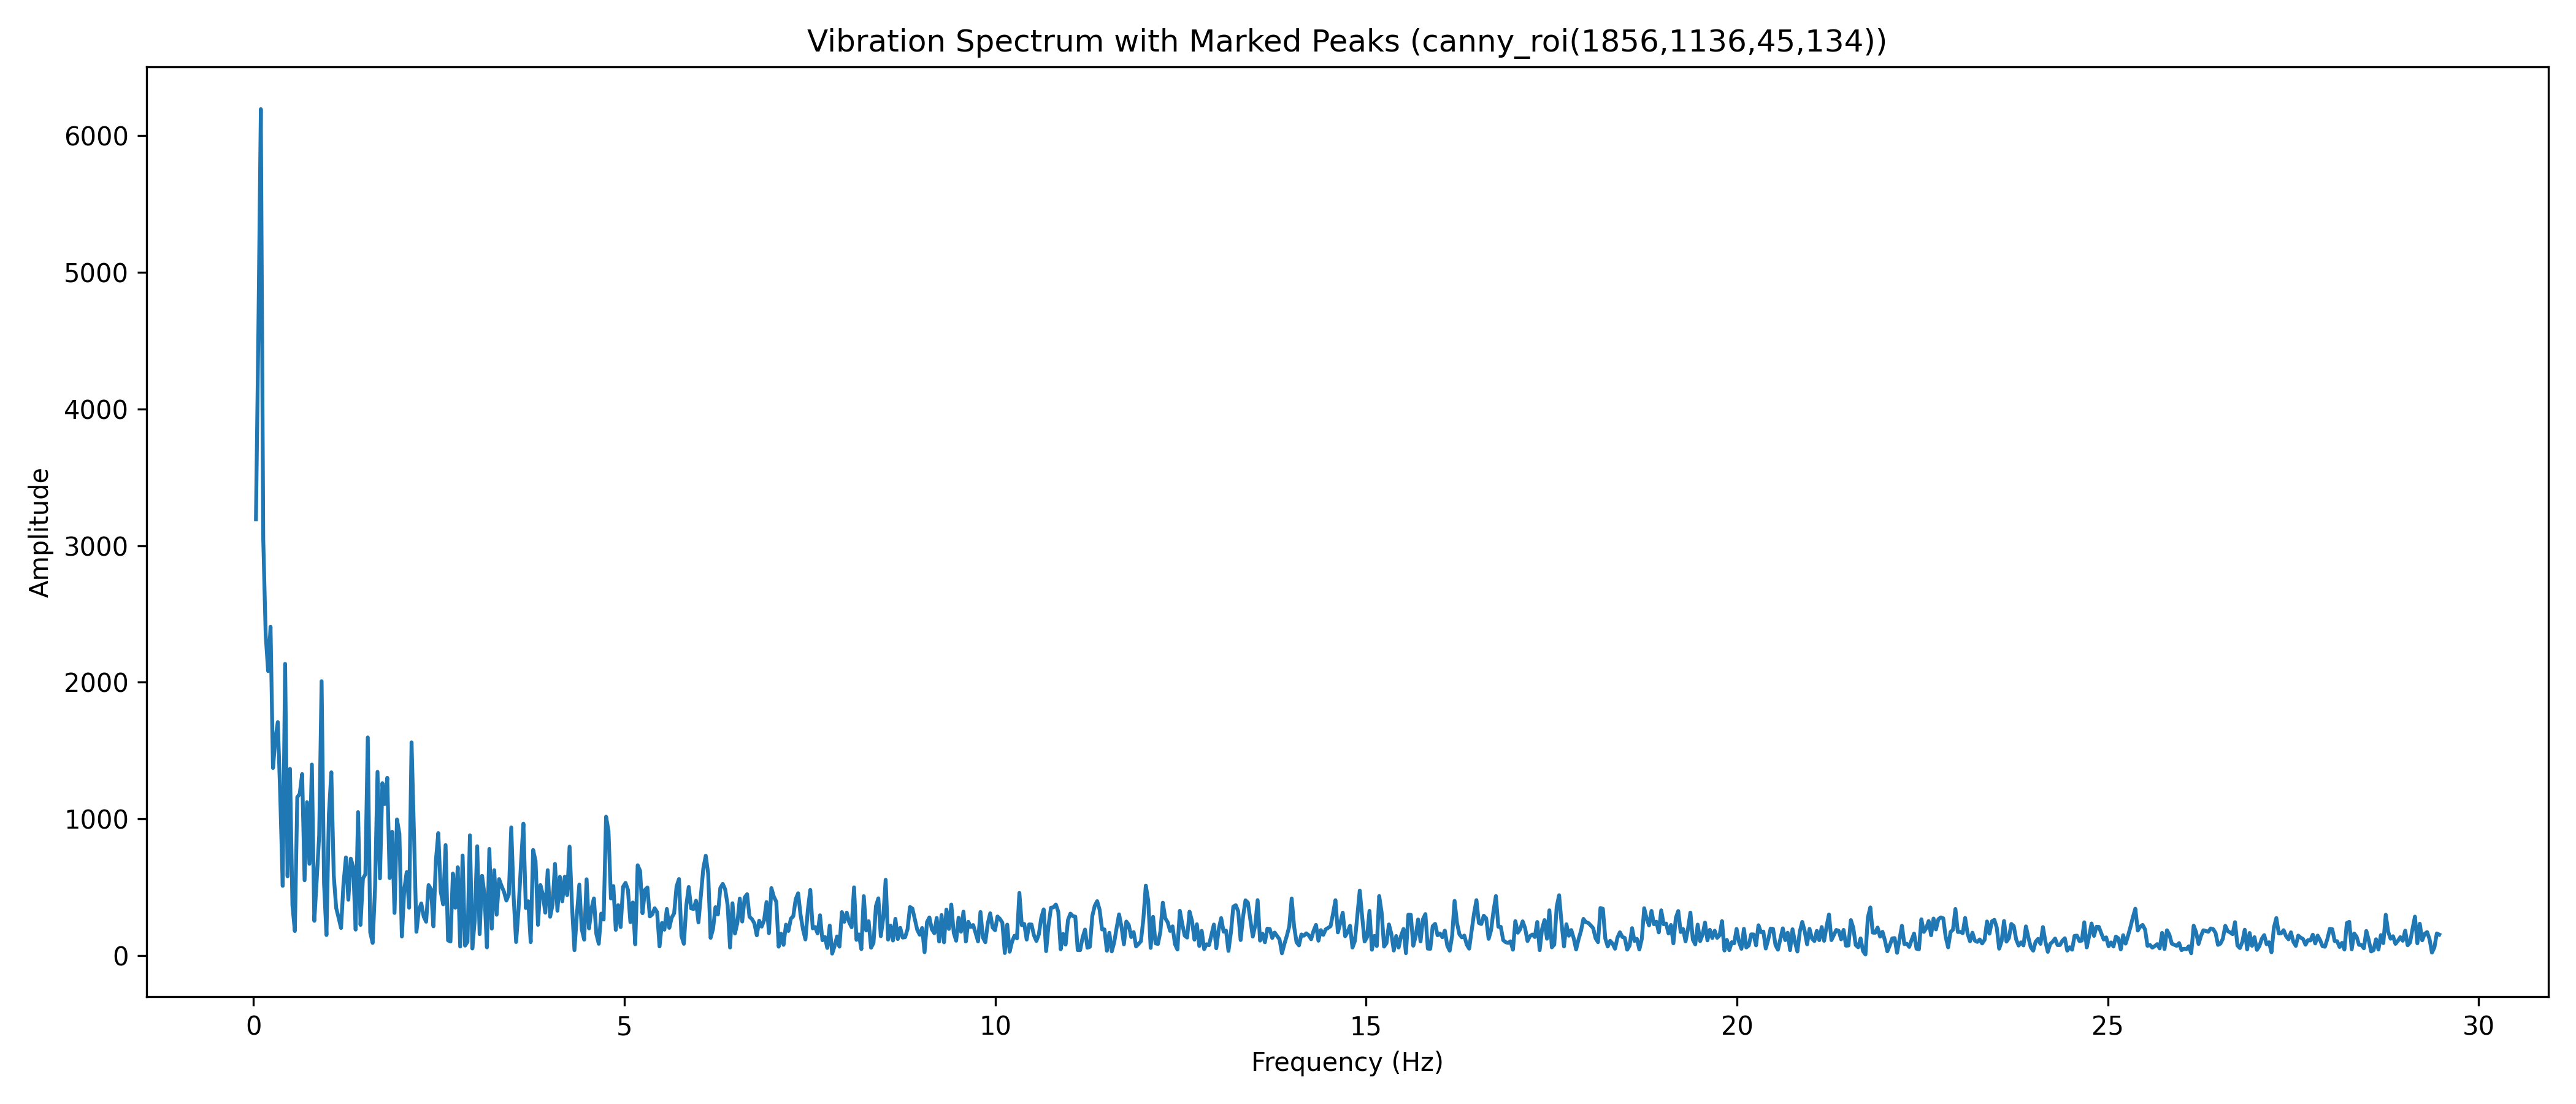 Vibration Spectrum with Marked Peaks (canny_roi(1856,1136,45,134))
6000
5000
4000
3000
2000
1000
0
Amplitude
0 5 10 15 20 25 30
Frequency (Hz)